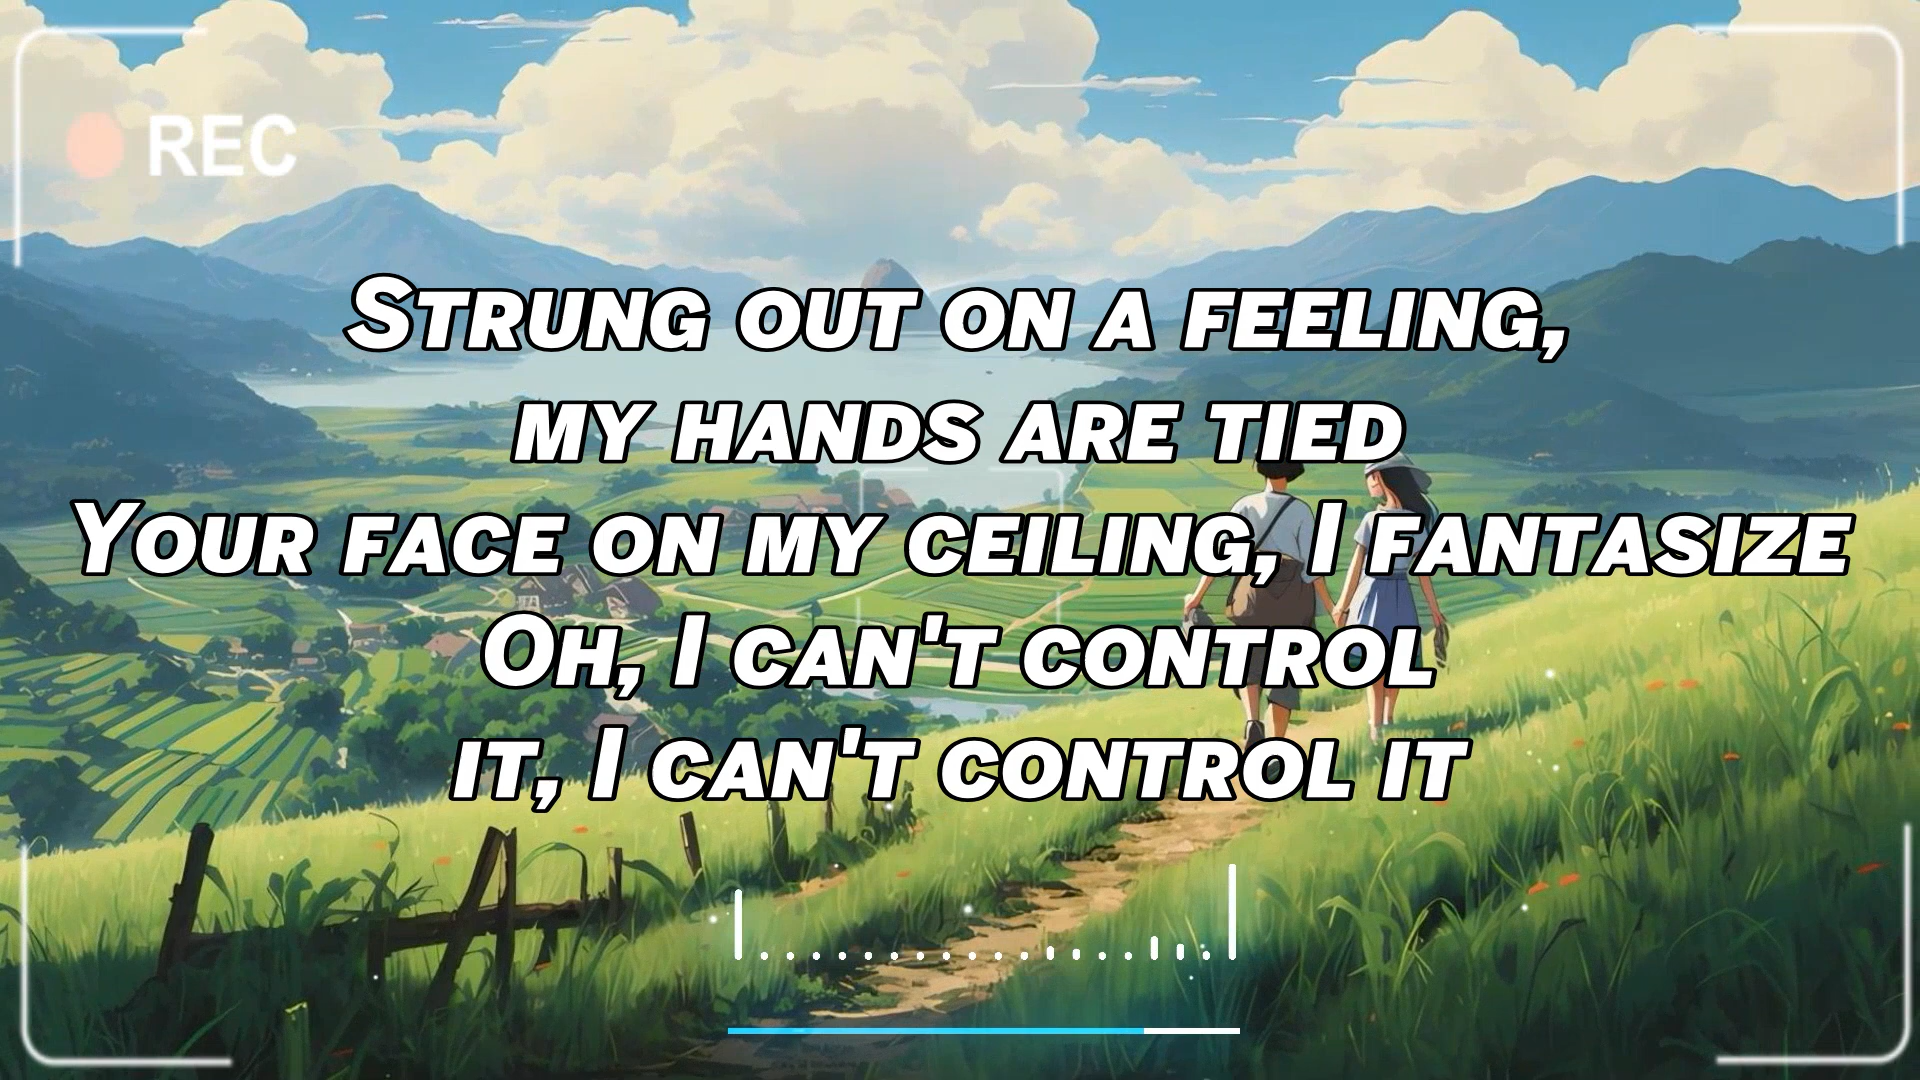 REC
Strung out on a feeling,
my hands are tied
Your face on my ceiling, I fantasize
Oh, I can't control
it, I can't control it